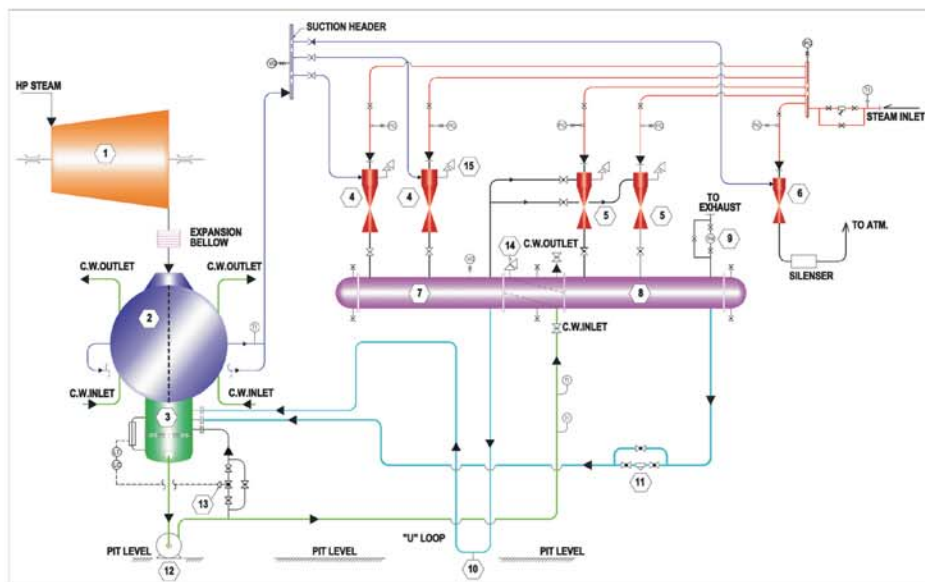 SUCTION HEADER
HP STEAM
STEAM INLET
1
15
4
4
5
5
6
TO
EXHAUST
9
TO ATM.
EXPANSION
BELLOW
14
C.W.OUTLET
SILENSER
C.W.OUTLET
C.W.OUTLET
2
7
8
C.W.INLET
C.W.INLET
C.W.INLET
3
11
13
"U" LOOP
PIT LEVEL
PIT LEVEL
PIT LEVEL
12
10